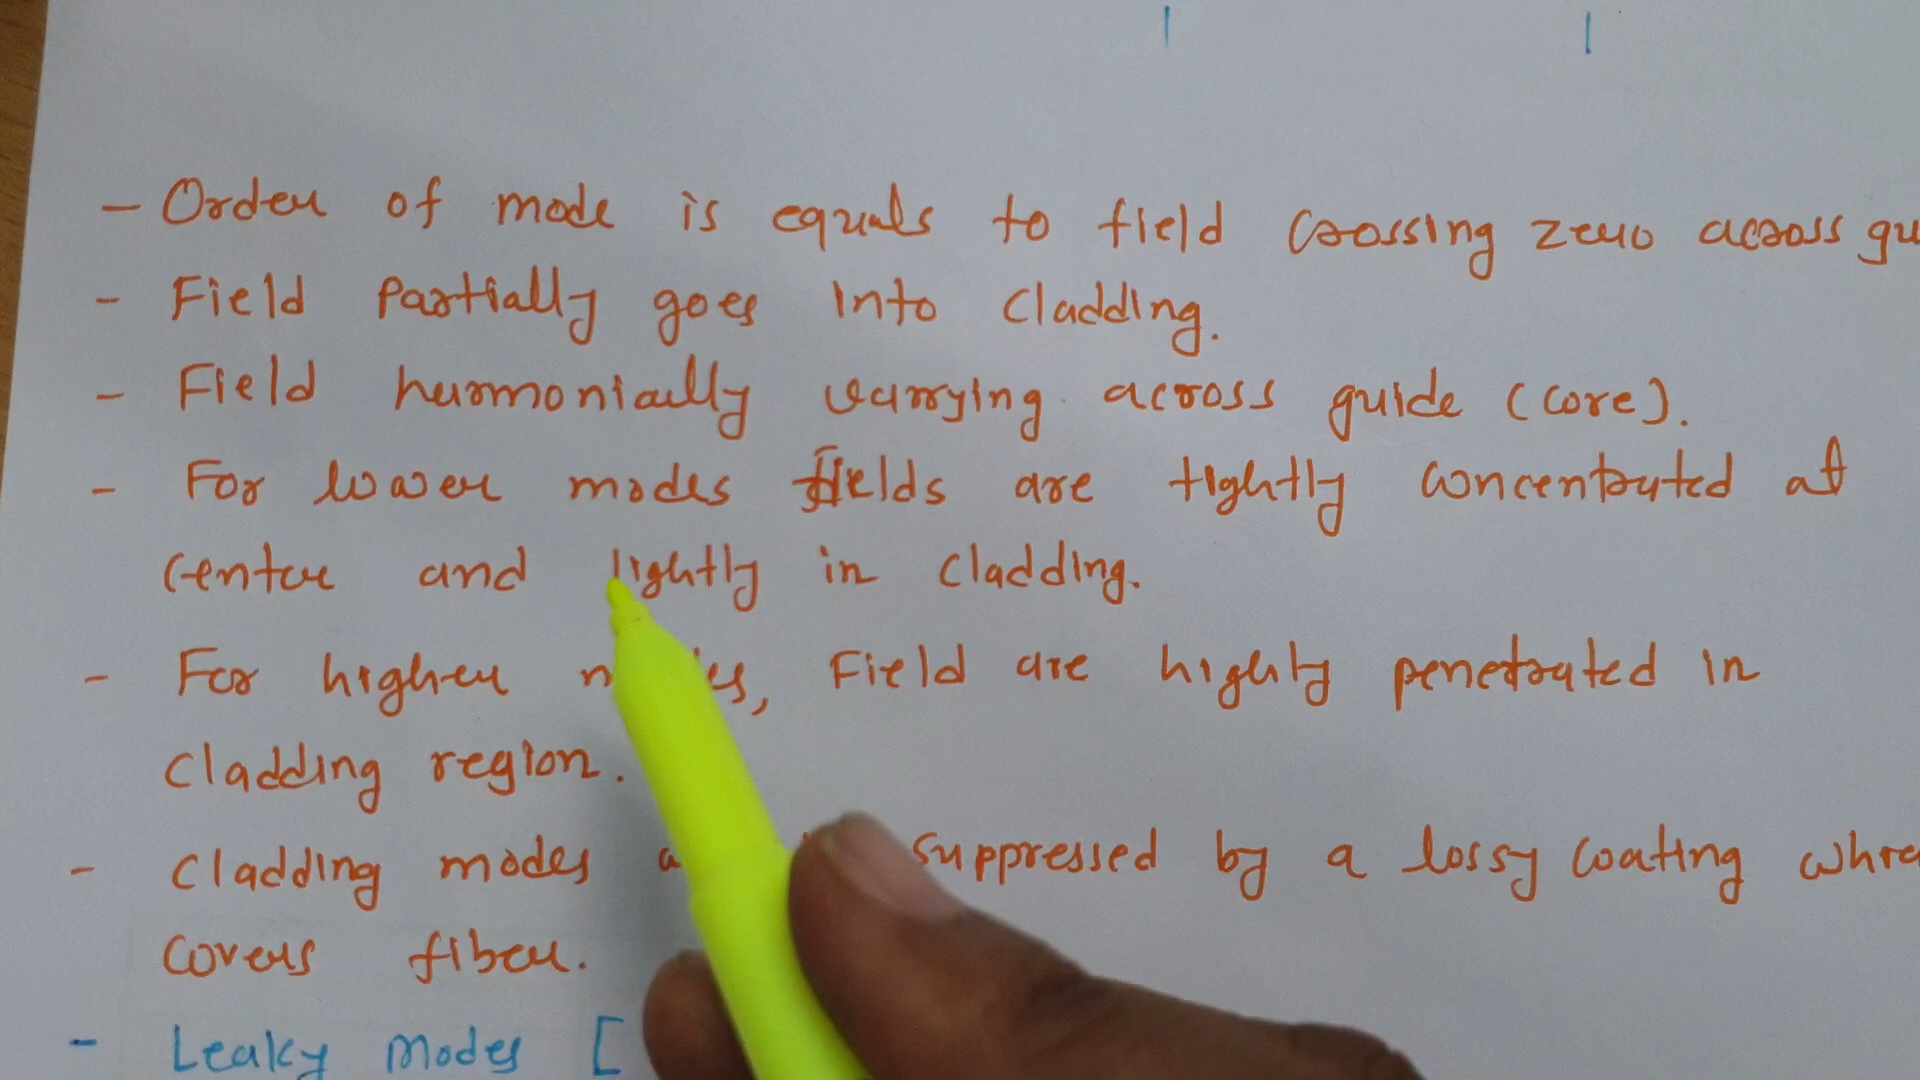 - Order of mode is equals to field crossing zero across
- Field partially goes into cladding.
- Field harmonically varrying across guide (core).
- For lower modes fields are tightly concentrated at
center and lightly in cladding.
- For higher Field are highly penetrated in
cladding region.
- Cladding modes suppressed by a lossy coating
covers fiber.
- Leaky Modes [